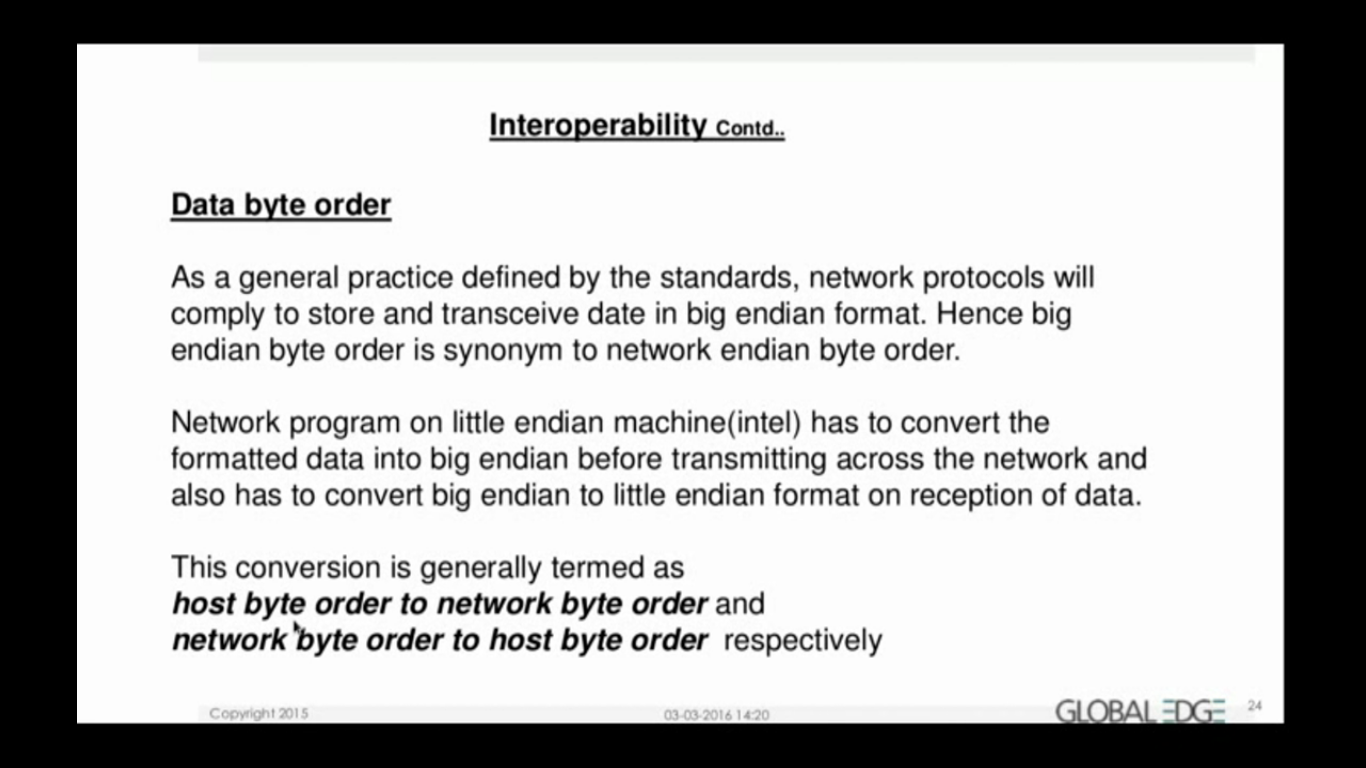 Interoperability Contd..
Data byte order
As a general practice defined by the standards, network protocols will
comply to store and transceive date in big endian format. Hence big
endian byte order is synonym to network endian byte order.
Network program on little endian machine(intel) has to convert the
formatted data into big endian before transmitting across the network and
also has to convert big endian to little endian format on reception of data.
This conversion is generally termed as
host byte order to network byte order and
network byte order to host byte order respectively
Copyright 2015
03-03-2016 14:20
GLOBAL EDGE
24